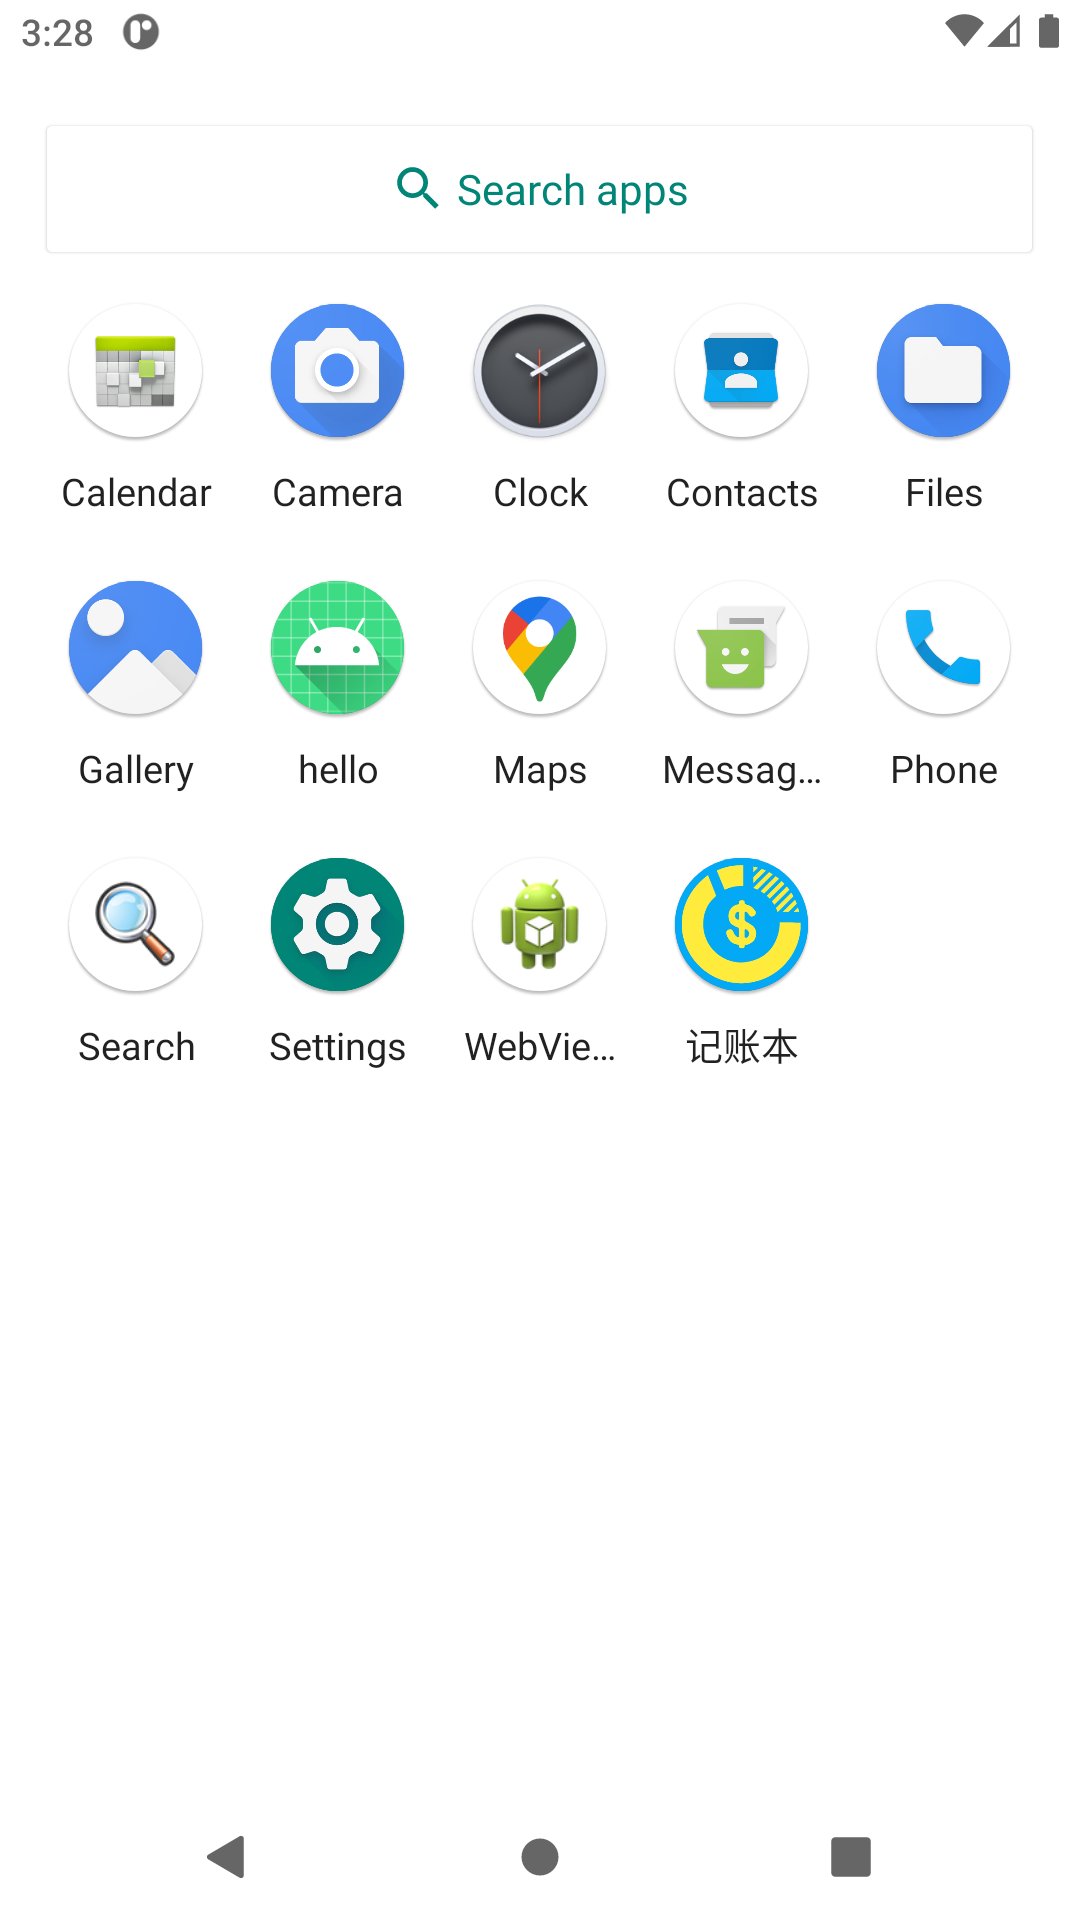 3:28
Search apps
Calendar
Camera
Clock
Contacts
Files
Gallery
hello
Maps
Messag…
Phone
Search
Settings
WebVie…
记账本